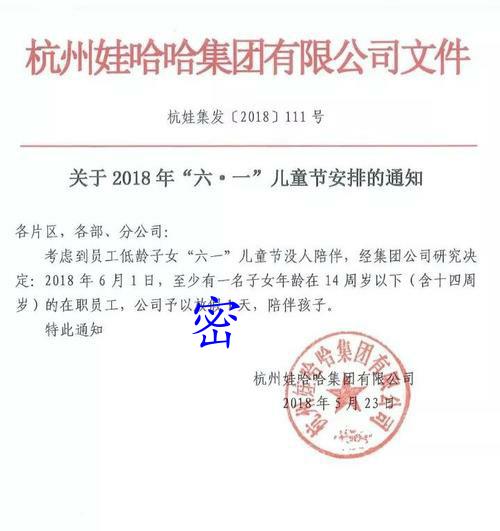 杭州娃哈哈集团有限公司文件
杭娃集发〔2018〕111 号
关于 2018 年“六·一”儿童节安排的通知
各片区，各部、分公司：
考虑到员工低龄子女“六一”儿童节没人陪伴，经集团公司研究决
定：2018 年 6 月 1 日，至少有一名子女年龄在 14 周岁以下（含十四周
岁）的在职员工，公司予以放假 天，陪伴孩子。
密
特此通知
杭州娃哈哈集团有限公司
2018 年 5 月 23 日
杭州娃哈哈集团有限公司